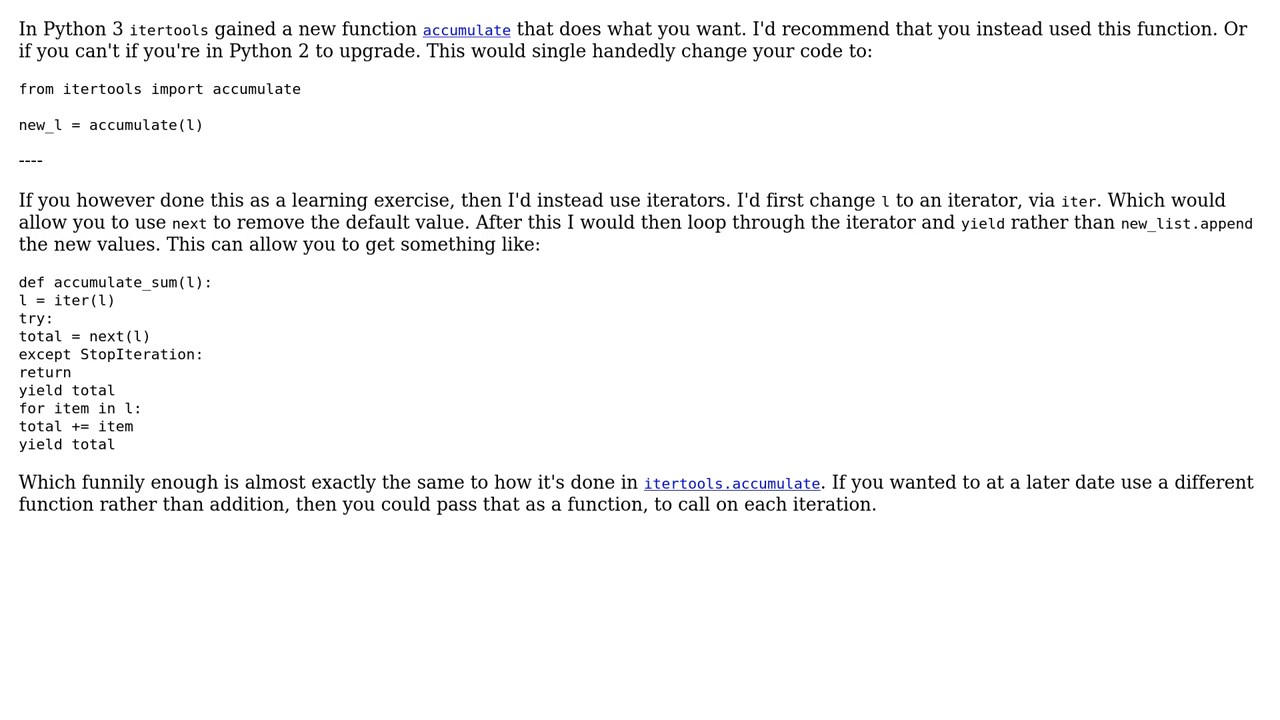 In Python 3 itertools gained a new function accumulate that does what you want. I'd recommend that you instead used this function. Or
if you can't if you're in Python 2 to upgrade. This would single handedly change your code to:
from itertools import accumulate
new_l = accumulate(l)
----
If you however done this as a learning exercise, then I'd instead use iterators. I'd first change l to an iterator, via iter. Which would
allow you to use next to remove the default value. After this I would then loop through the iterator and yield rather than new_list.append
the new values. This can allow you to get something like:
def accumulate_sum(l):
l = iter(l)
try:
total = next(l)
except StopIteration:
return
yield total
for item in l:
total += item
yield total
Which funnily enough is almost exactly the same to how it's done in itertools.accumulate. If you wanted to at a later date use a different
function rather than addition, then you could pass that as a function, to call on each iteration.